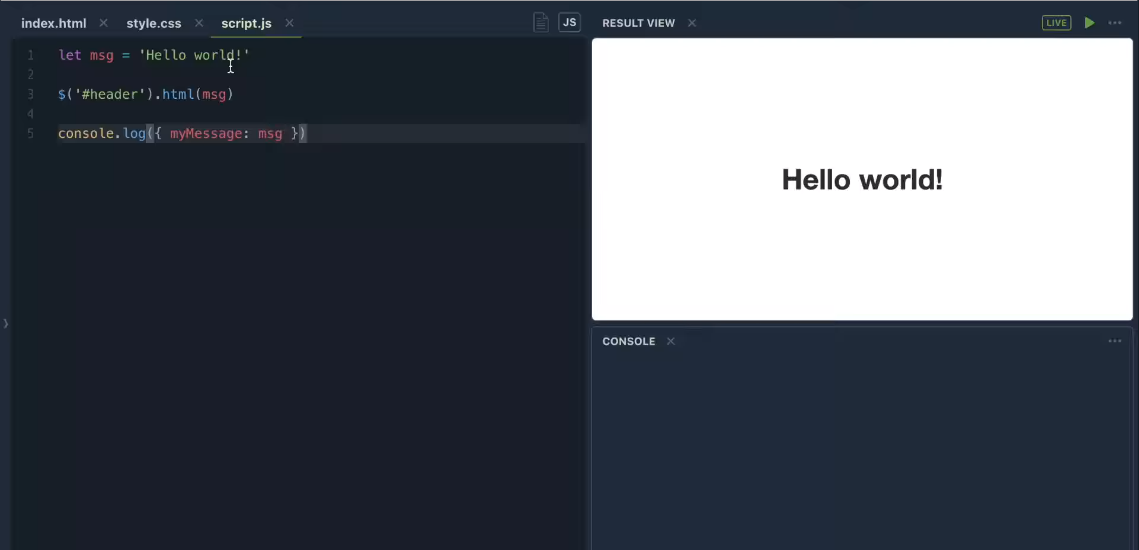 index.html × style.css × script.js × JS
1 let msg = 'Hello world!'
2
3 $('#header').html(msg)
4
5 console.log({ myMessage: msg })
RESULT VIEW × LIVE
Hello world!
CONSOLE ×